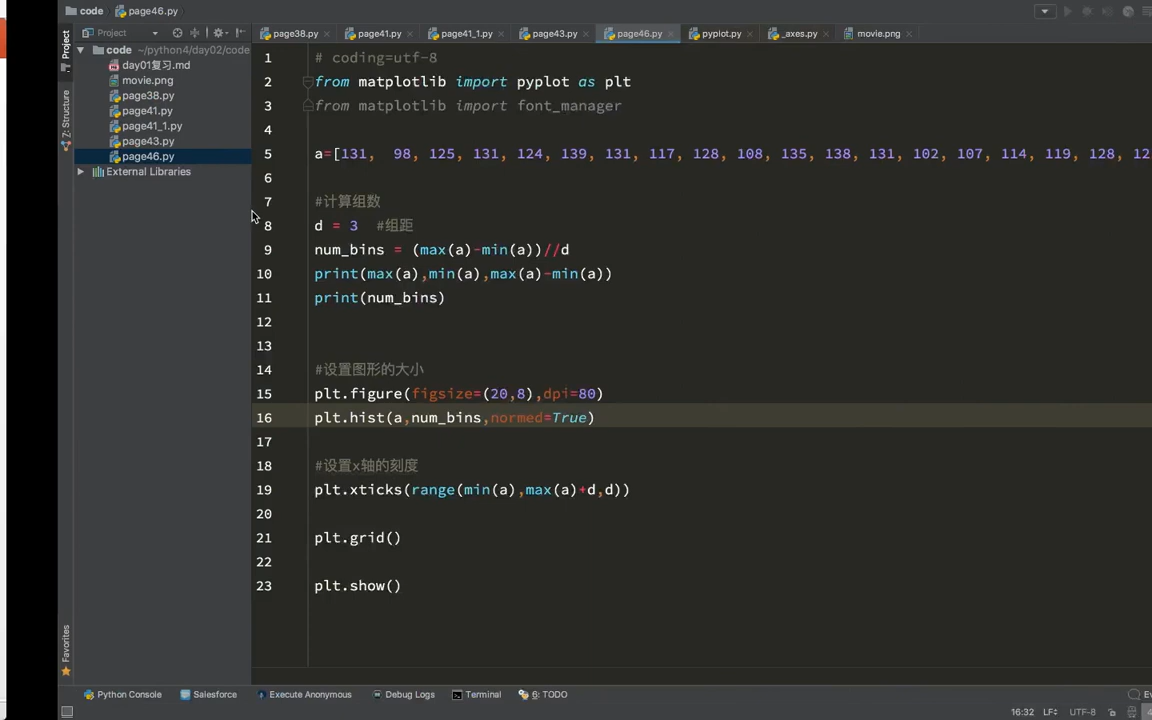 code page46.py
Project
page38.py page41.py page41_1.py page43.py page46.py pyplot.py _axes.py movie.png
Project
code ~/python4/day02/code
day01复习.md
movie.png
page38.py
page41.py
page41_1.py
page43.py
page46.py
External Libraries
Z: Structure
Favorites
1 # coding=utf-8
2 from matplotlib import pyplot as plt
3 from matplotlib import font_manager
4
5 a=[131, 98, 125, 131, 124, 139, 131, 117, 128, 108, 135, 138, 131, 102, 107, 114, 119, 128, 12
6
7 #计算组数
8 d = 3 #组距
9 num_bins = (max(a)-min(a))//d
10 print(max(a),min(a),max(a)-min(a))
11 print(num_bins)
12
13
14 #设置图形的大小
15 plt.figure(figsize=(20,8),dpi=80)
16 plt.hist(a,num_bins,normed=True)
17
18 #设置x轴的刻度
19 plt.xticks(range(min(a),max(a)+d,d))
20
21 plt.grid()
22
23 plt.show()
Python Console Salesforce Execute Anonymous Debug Logs Terminal 6: TODO Ev
16:32 LF÷ UTF-8